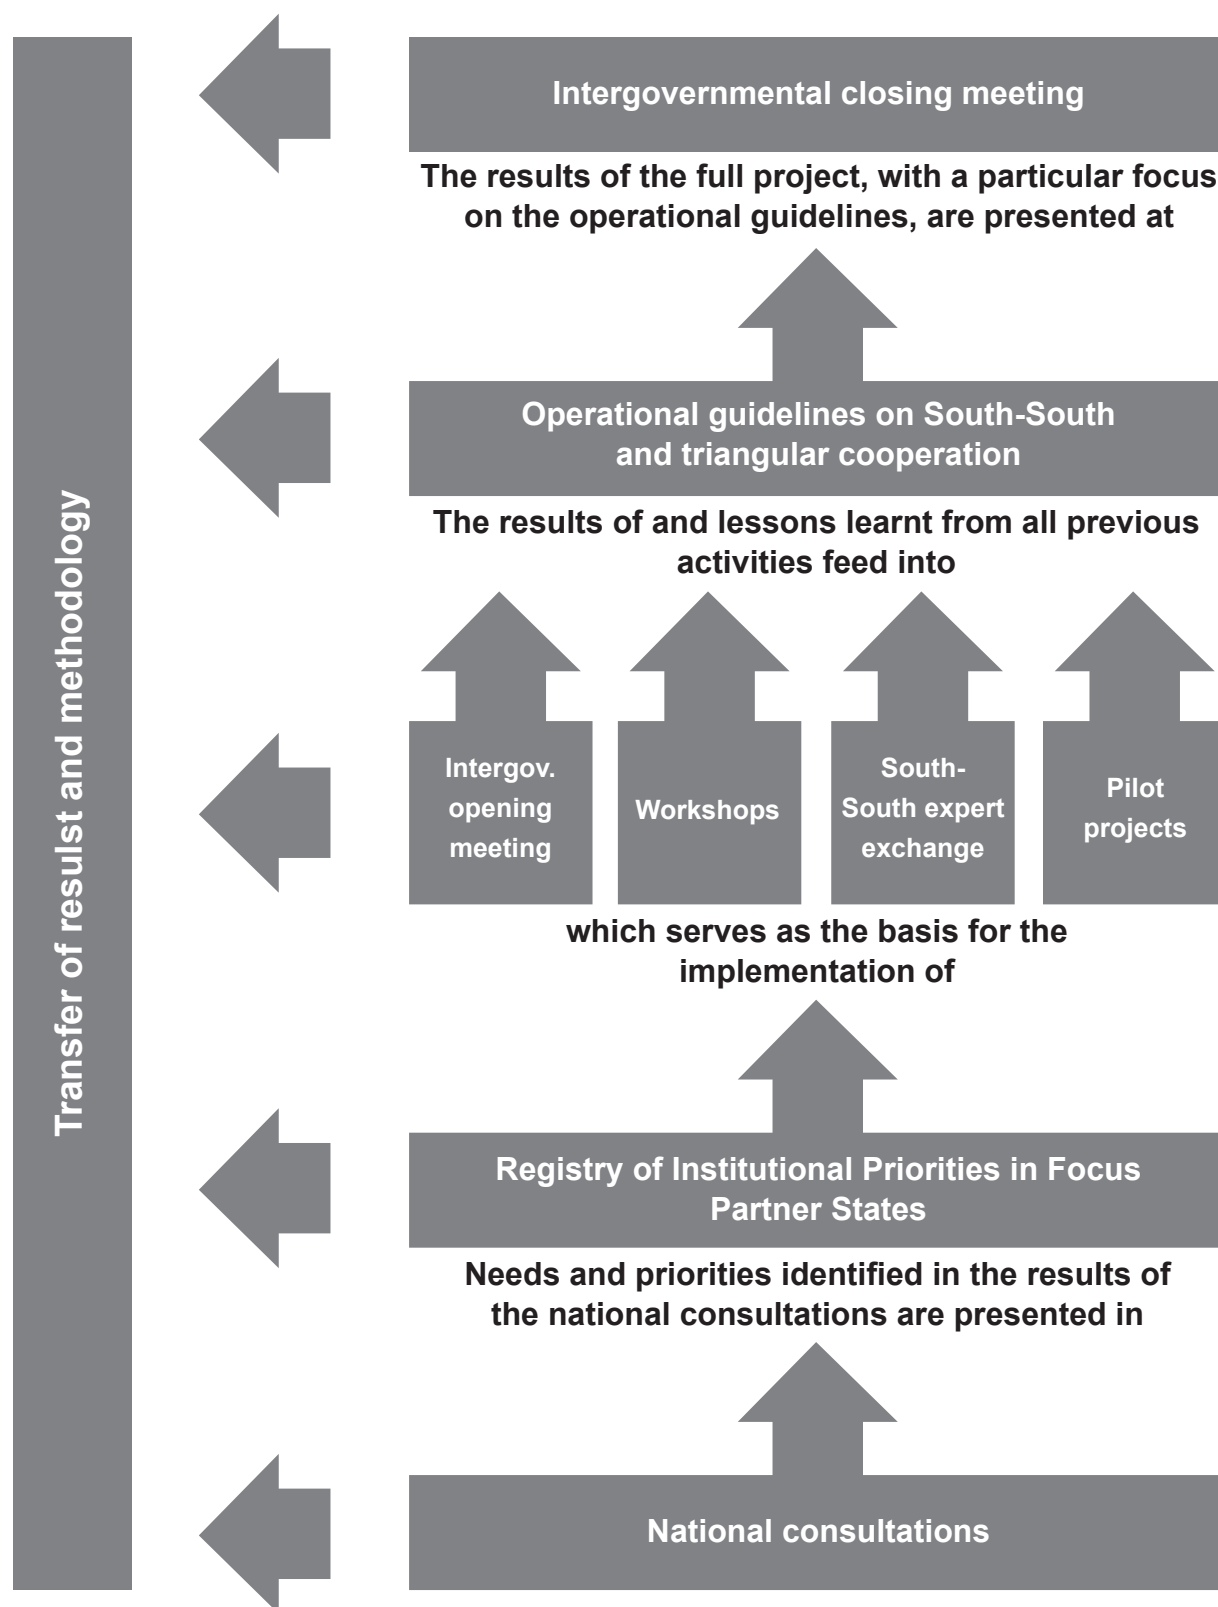 Transfer of resulst and methodology
Intergovernmental closing meeting
The results of the full project, with a particular focus
on the operational guidelines, are presented at
Operational guidelines on South-South
and triangular cooperation
The results of and lessons learnt from all previous
activities feed into
Intergov.
opening
meeting
Workshops
South-
South expert
exchange
Pilot
projects
which serves as the basis for the
implementation of
Registry of Institutional Priorities in Focus
Partner States
Needs and priorities identified in the results of
the national consultations are presented in
National consultations